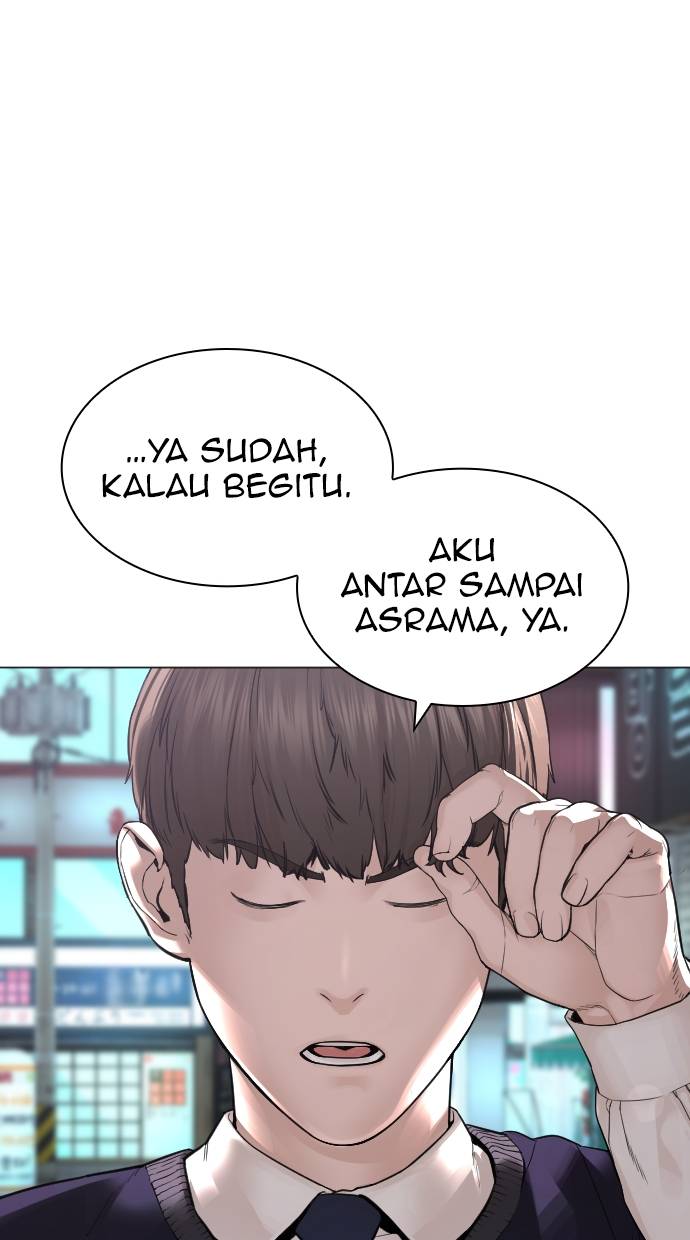 ...YA SUDAH,
KALAU BEGITU.
AKU
ANTAR SAMPAI
ASRAMA, YA.